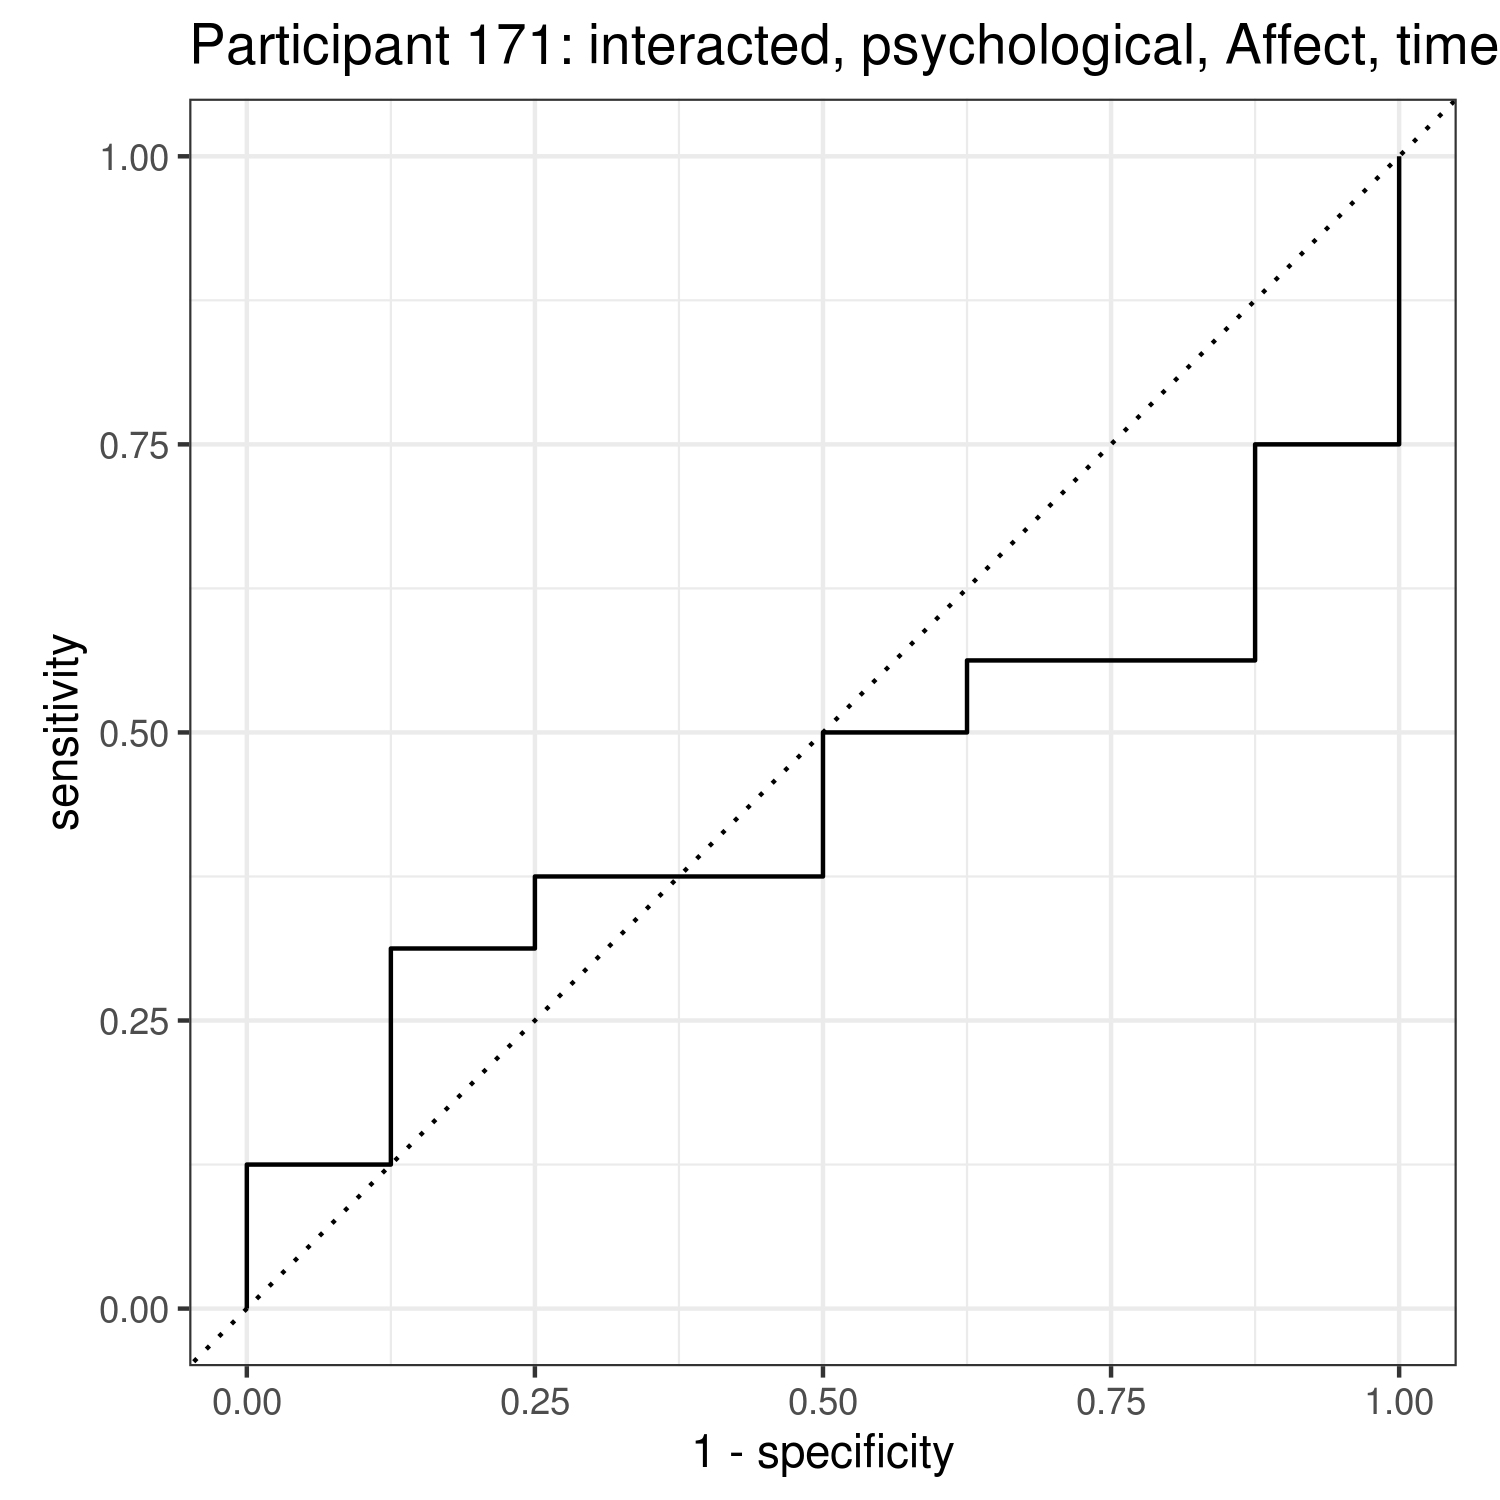 Participant 171: interacted, psychological, Affect, time
1.00
0.75
0.50
0.25
0.00
sensitivity
0.00 0.25 0.50 0.75 1.00
1 - specificity